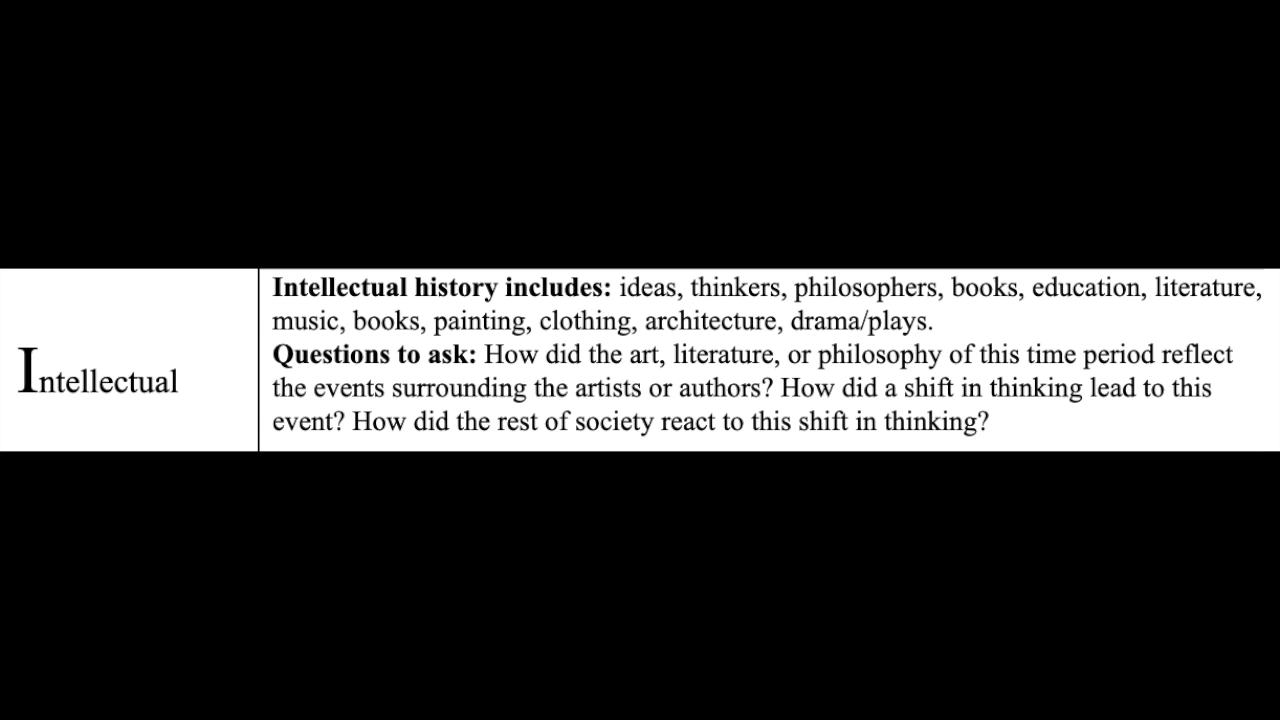 Intellectual
Intellectual history includes: ideas, thinkers, philosophers, books, education, literature,
music, books, painting, clothing, architecture, drama/plays.
Questions to ask: How did the art, literature, or philosophy of this time period reflect
the events surrounding the artists or authors? How did a shift in thinking lead to this
event? How did the rest of society react to this shift in thinking?